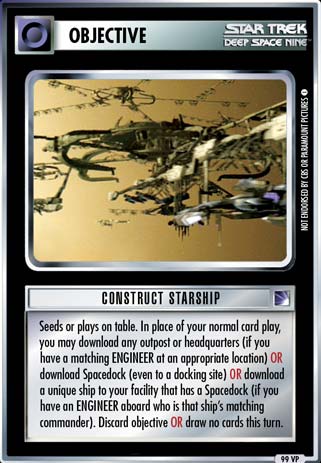 OBJECTIVE
STAR TREK
DEEP SPACE NINE™
NOT ENDORSED BY CBS OR PARAMOUNT PICTURES
CONSTRUCT STARSHIP
Seeds or plays on table. In place of your normal card play,
you may download any outpost or headquarters (if you
have a matching ENGINEER at an appropriate location) OR
download Spacedock (even to a docking site) OR download
a unique ship to your facility that has a Spacedock (if you
have an ENGINEER aboard who is that ship's matching
commander). Discard objective OR draw no cards this turn.
99 VP